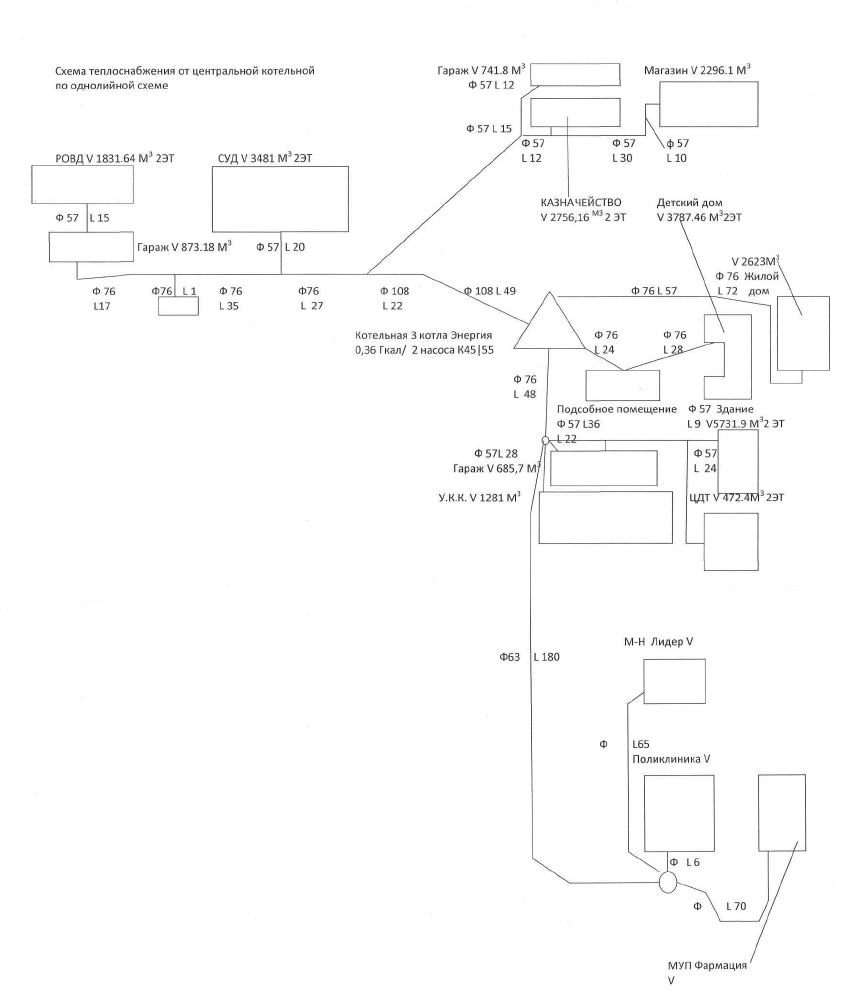 Схема теплоснабжения от центральной котельной
по однолийной схеме
Гараж V 741.8 М³
Ф 57 L 12
Магазин V 2296.1 М³
Ф 57 L 15
Ф 57
L 12
Ф 57
L 30
ф 57
L 10
РОВД V 1831.64 М³ 2ЭТ
СУД V 3481 М³ 2ЭТ
КАЗНАЧЕЙСТВО
V 2756,16 М3 2 ЭТ
Детский дом
V 3787.46 М³2ЭТ
Ф 57 L 15
Гараж V 873.18 М³
Ф 57 L 20
V 2623М³
Ф 76 Жилой
L 72 дом
Ф 76
L17
Ф76 L 1
Ф 76
L 35
Ф76
L 27
Ф 108
L 22
Ф 108 L 49
Ф 76 L 57
Котельная 3 котла Энергия
0,36 Гкал/ 2 насоса К45|55
Ф 76
L 24
Ф 76
L 28
Ф 76
L 48
Подсобное помещение
Ф 57 L36
L 22
Ф 57 Здание
L 9 V5731.9 М³2 ЭТ
Ф 57L 28
Гараж V 685,7 М³
Ф 57
L 24
У.К.К. V 1281 М³
ЦДТ V 472.4М³ 2ЭТ
М-Н Лидер V
Ф63 L 180
Ф L65
Поликлиника V
Ф L 6
Ф L 70
МУП Фармация
V